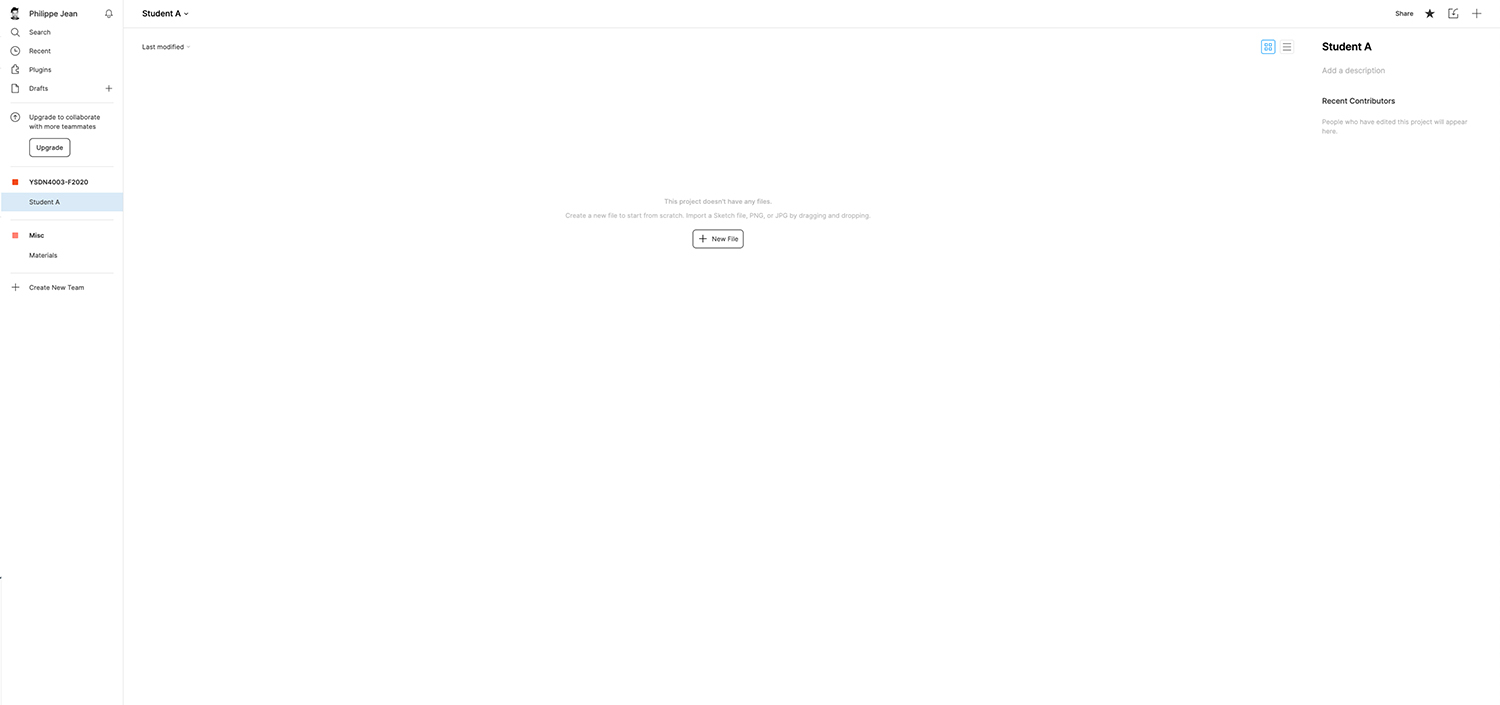 Philippe Jean
Search
Recent
Plugins
Drafts
Upgrade to collaborate
with more teammates
Upgrade
YSDN4003-F2020
Student A
Misc
Materials
Create New Team
Student A
Share
Last modified
This project doesn't have any files.
Create a new file to start from scratch. Import a Sketch file, PNG, or JPG by dragging and dropping.
New File
Student A
Add a description
Recent Contributors
People who have edited this project will appear
here.